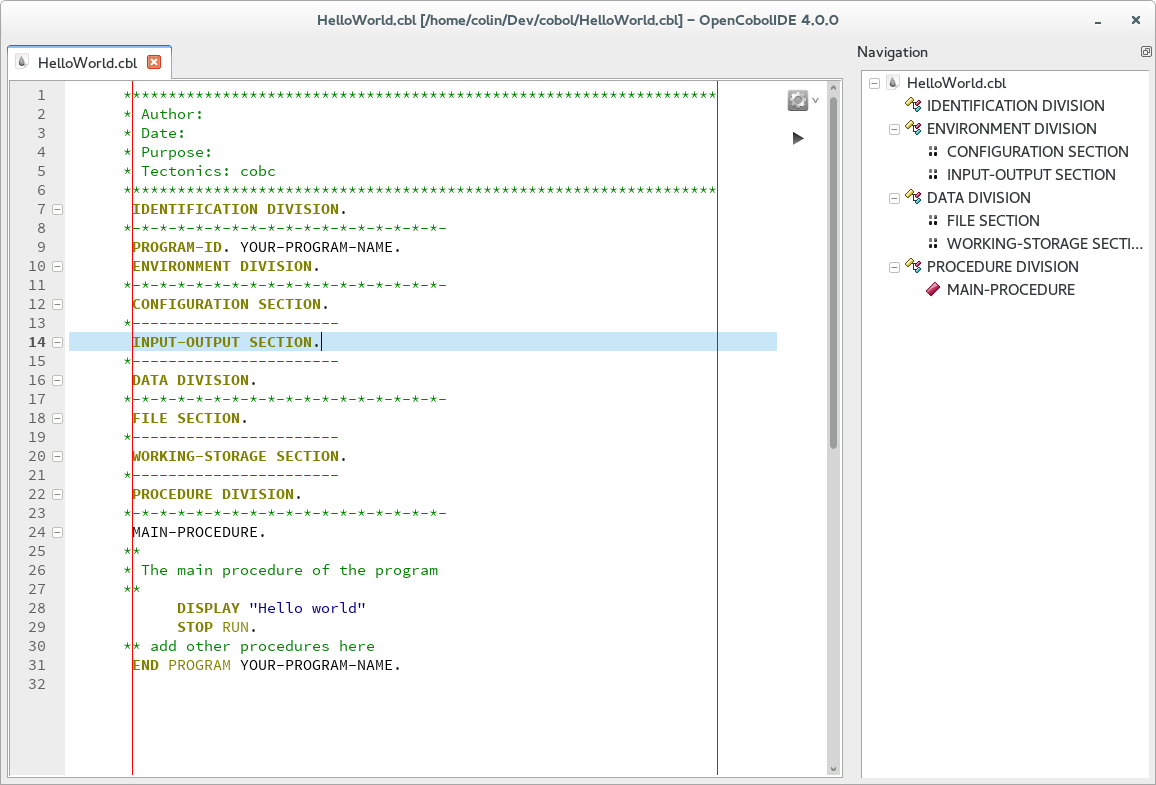 HelloWorld.cbl [/home/colin/Dev/cobol/HelloWorld.cbl] – OpenCobolIDE 4.0.0
HelloWorld.cbl
1 ******************************************************************
2 * Author:
3 * Date:
4 * Purpose:
5 * Tectonics: cobc
6 ******************************************************************
7 IDENTIFICATION DIVISION.
8 *-*-*-*-*-*-*-*-*-*-*-*-*-*-*-*-*-*-
9 PROGRAM-ID. YOUR-PROGRAM-NAME.
10 ENVIRONMENT DIVISION.
11 *-*-*-*-*-*-*-*-*-*-*-*-*-*-*-*-*-*-
12 CONFIGURATION SECTION.
13 *-----------------------
14 INPUT-OUTPUT SECTION.
15 *-----------------------
16 DATA DIVISION.
17 *-*-*-*-*-*-*-*-*-*-*-*-*-*-*-*-*-*-
18 FILE SECTION.
19 *-----------------------
20 WORKING-STORAGE SECTION.
21 *-----------------------
22 PROCEDURE DIVISION.
23 *-*-*-*-*-*-*-*-*-*-*-*-*-*-*-*-*-*-
24 MAIN-PROCEDURE.
25 **
26 * The main procedure of the program
27 **
28 DISPLAY "Hello world"
29 STOP RUN.
30 ** add other procedures here
31 END PROGRAM YOUR-PROGRAM-NAME.
32
Navigation
HelloWorld.cbl
IDENTIFICATION DIVISION
ENVIRONMENT DIVISION
CONFIGURATION SECTION
INPUT-OUTPUT SECTION
DATA DIVISION
FILE SECTION
WORKING-STORAGE SECTI...
PROCEDURE DIVISION
MAIN-PROCEDURE